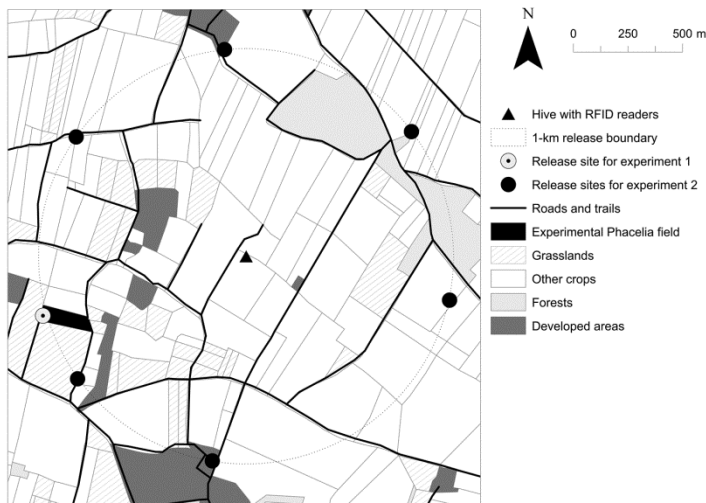 N
0 250 500 m
Hive with RFID readers
1-km release boundary
Release site for experiment 1
Release sites for experiment 2
Roads and trails
Experimental Phacelia field
Grasslands
Other crops
Forests
Developed areas